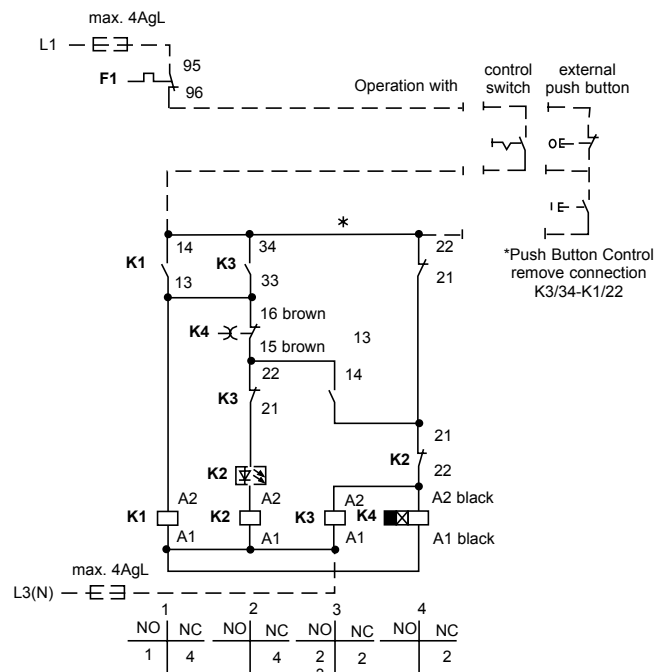 max. 4AgL
L1
95
F1
96
Operation with
control
switch
external
push button
O E
I E
*
14
34
22
K1
K3
13
33
21
*Push Button Control
remove connection
K3/34-K1/22
16 brown
K4
15 brown
13
22
14
K3
21
21
K2
22
K2
A2
A2
A2
A2 black
K1
K2
K3
K4
A1
A1
A1
A1 black
max. 4AgL
L3(N)
1 2 3 4
NO NC NO NC NO NC NO NC
1 4 4 2 2 2